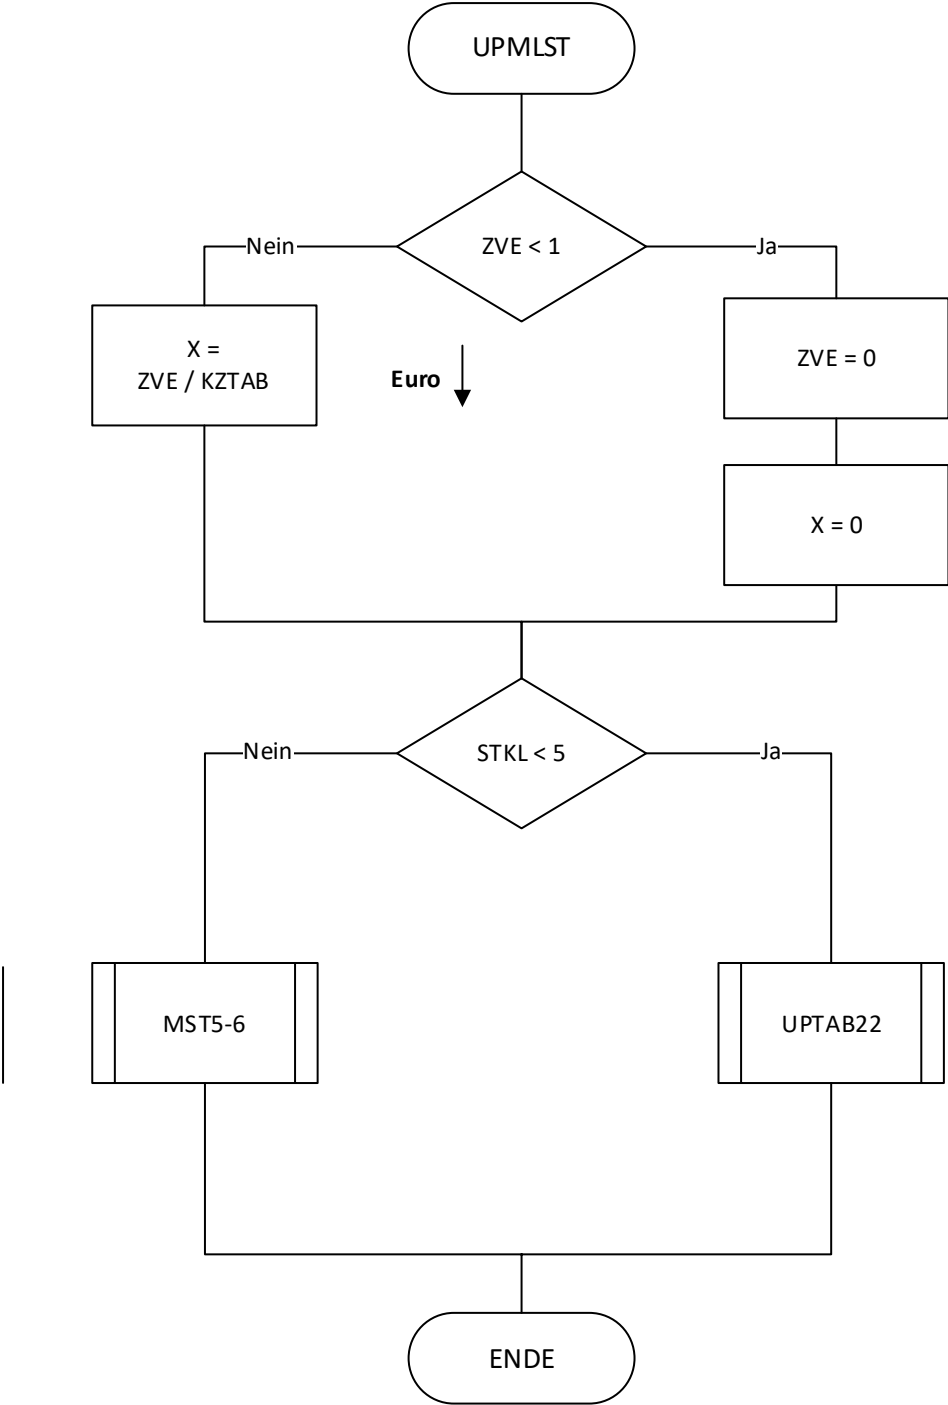 UPMLST
ZVE < 1
Nein
Ja
X =
ZVE / KZTAB
Euro
ZVE = 0
X = 0
STKL < 5
Nein
Ja
MST5-6
UPTAB22
ENDE